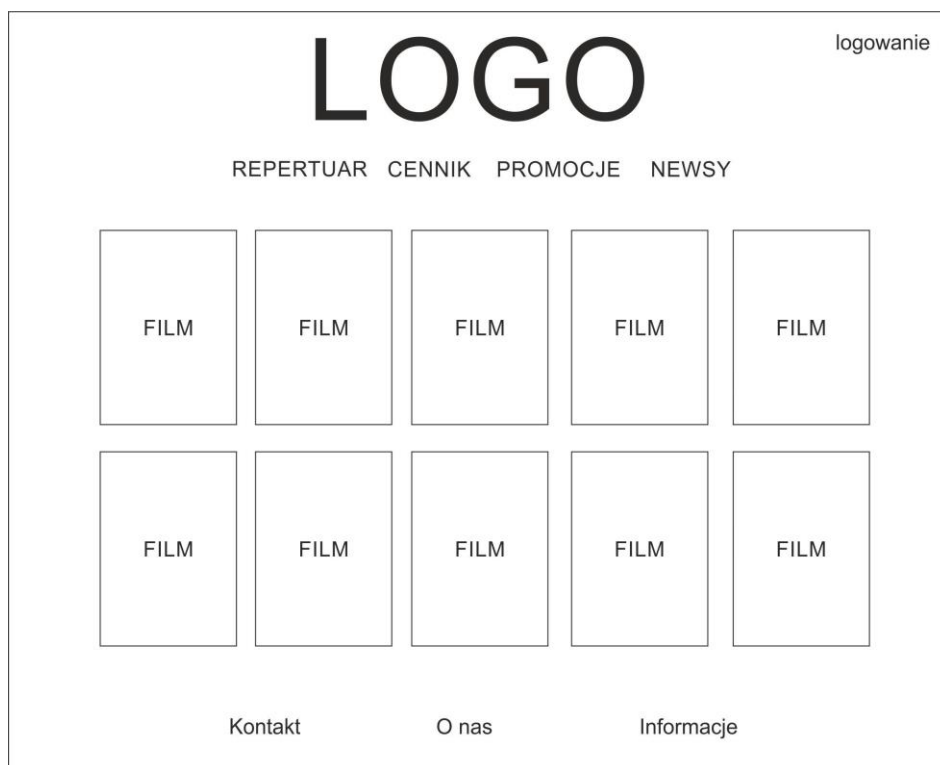 logowanie
LOGO
REPERTUAR CENNIK PROMOCJE NEWSY
FILM FILM FILM FILM FILM
FILM FILM FILM FILM FILM
Kontakt O nas Informacje